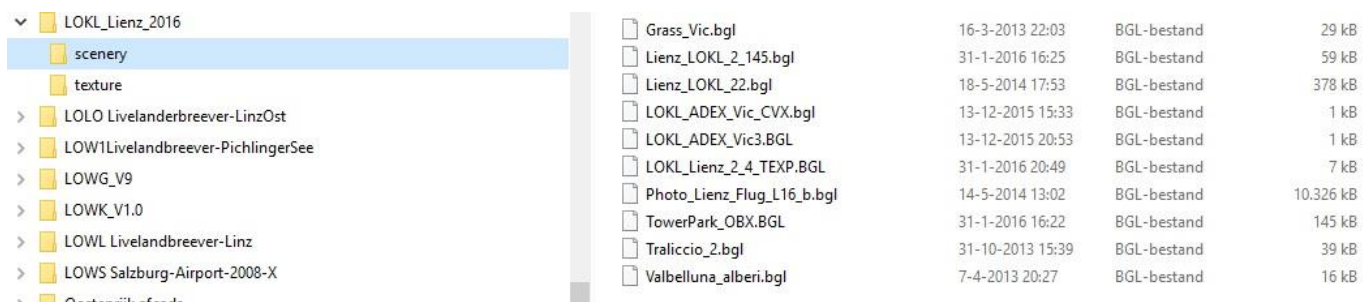 LOKL_Lienz_2016
scenery
texture
LOLO Livelanderbreever-LinzOst
LOW1Livelandbreever-PichlingerSee
LOWG_V9
LOWK_V1.0
LOWL Livelandbreever-Linz
LOWS Salzburg-Airport-2008-X
Grass_Vic.bgl 16-3-2013 22:03 BGL-bestand 29 kB
Lienz_LOKL_2_145.bgl 31-1-2016 16:25 BGL-bestand 59 kB
Lienz_LOKL_22.bgl 18-5-2014 17:53 BGL-bestand 378 kB
LOKL_ADEX_Vic_CVX.bgl 13-12-2015 15:33 BGL-bestand 1 kB
LOKL_ADEX_Vic3.BGL 13-12-2015 20:53 BGL-bestand 1 kB
LOKL_Lienz_2_4_TEXP.BGL 31-1-2016 20:49 BGL-bestand 7 kB
Photo_Lienz_Flug_L16_b.bgl 14-5-2014 13:02 BGL-bestand 10.326 kB
TowerPark_OBX.BGL 31-1-2016 16:22 BGL-bestand 145 kB
Traliccio_2.bgl 31-10-2013 15:39 BGL-bestand 39 kB
Valbelluna_alberi.bgl 7-4-2013 20:27 BGL-bestand 16 kB